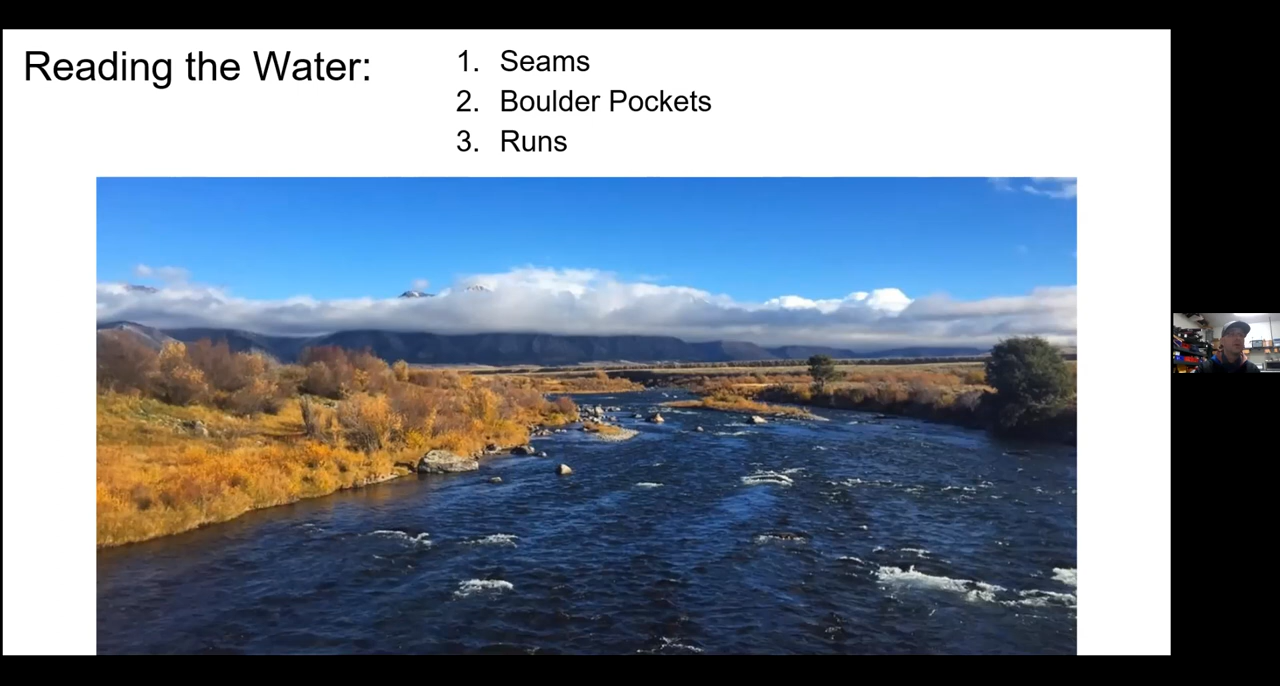 Reading the Water:
1. Seams
2. Boulder Pockets
3. Runs